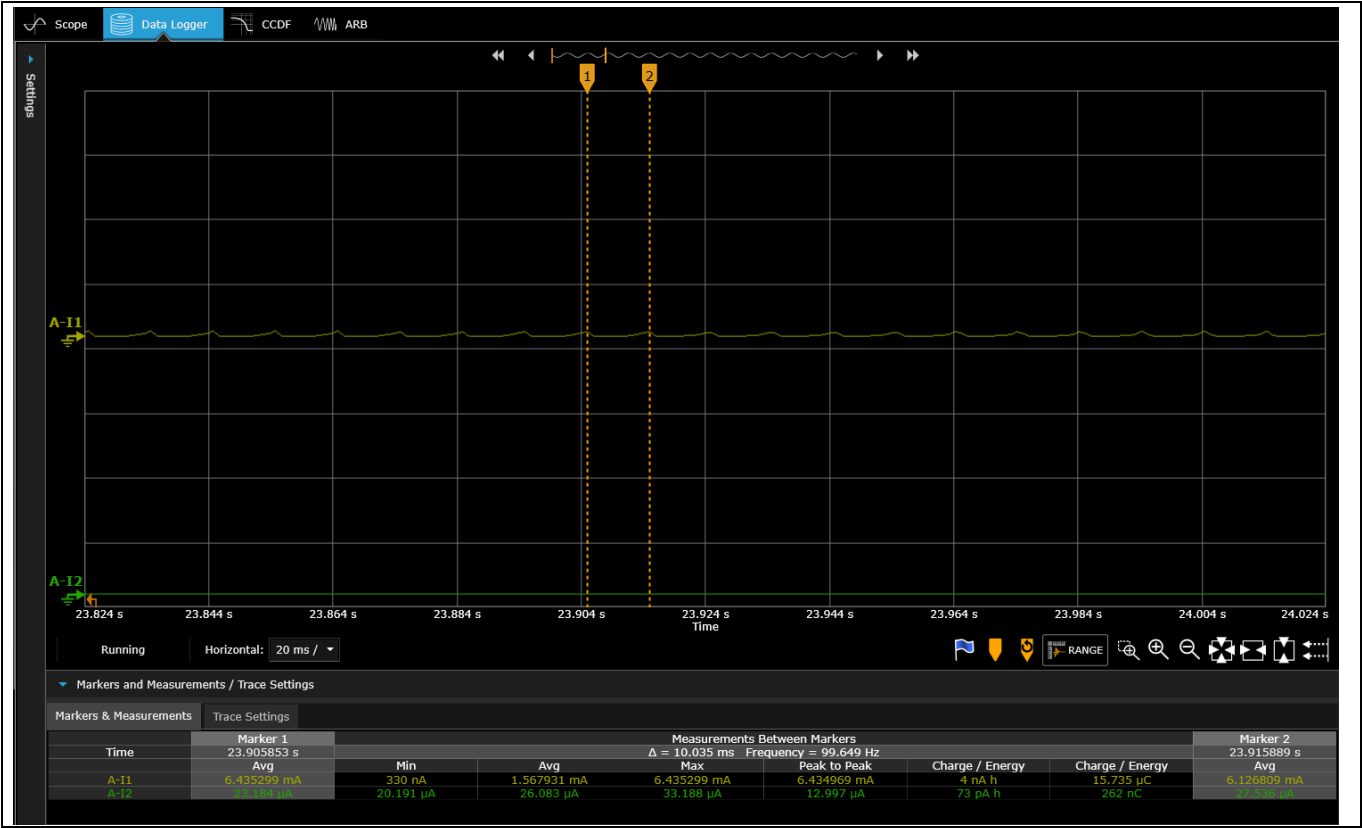 Scope Data Logger CCDF ARB
Settings
1 2
A-I1
A-I2
23.824 s 23.844 s 23.864 s 23.884 s 23.904 s 23.924 s 23.944 s 23.964 s 23.984 s 24.004 s 24.024 s
Time
Running Horizontal: 20 ms / RANGE
Markers and Measurements / Trace Settings
Markers & Measurements Trace Settings
Marker 1 Measurements Between Markers Marker 2
Time 23.905853 s Δ = 10.035 ms Frequency = 99.649 Hz 23.915889 s
Avg Min Avg Max Peak to Peak Charge / Energy Charge / Energy Avg
A-I1 6.435299 mA 330 nA 1.567931 mA 6.435299 mA 6.434969 mA 4 nA h 15.735 µC 6.126809 mA
A-I2 23.184 µA 20.191 µA 26.083 µA 33.188 µA 12.997 µA 73 pA h 262 nC 27.536 µA